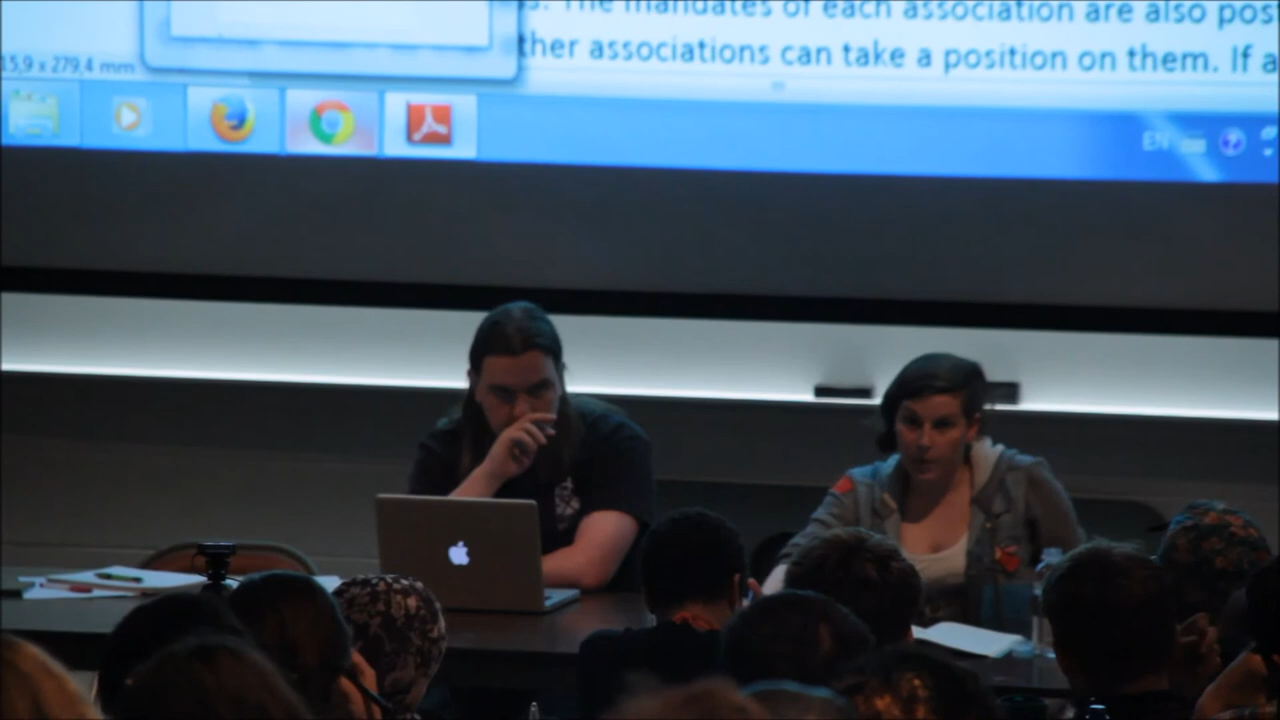 The mandates of each association are also pos
ther associations can take a position on them. If a
15,9 x 279,4 mm
EN